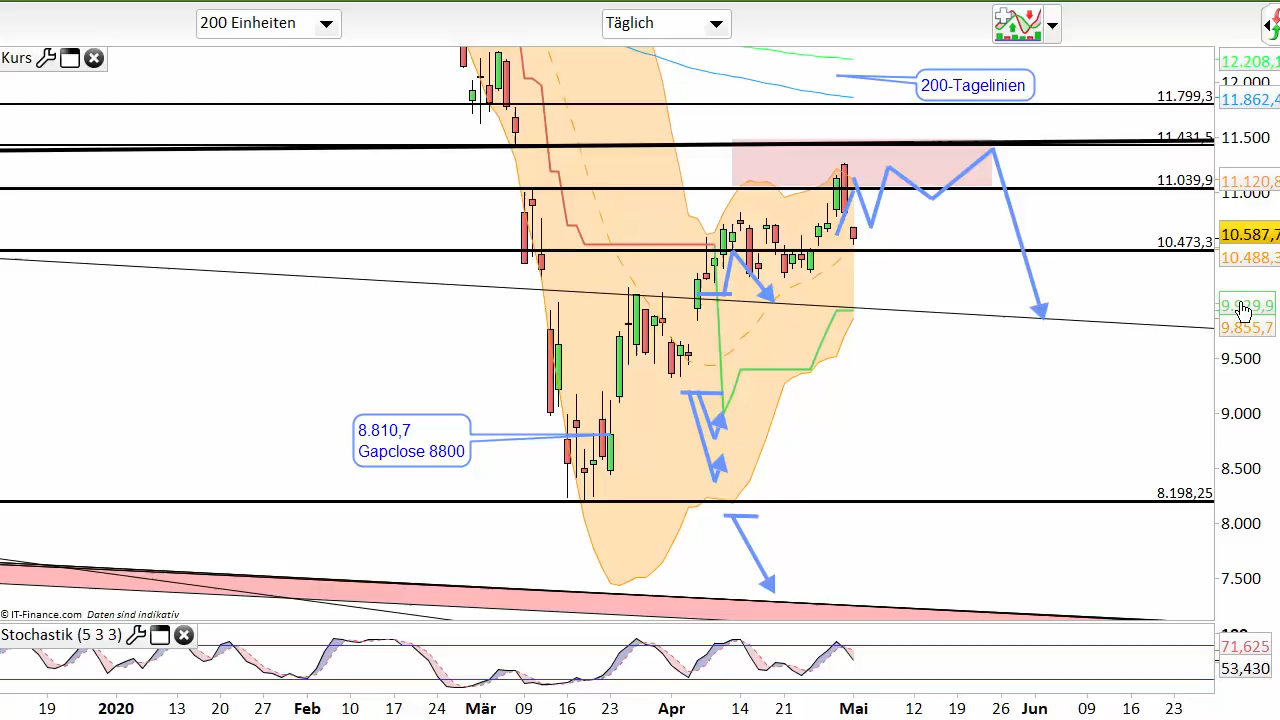 200 Einheiten
Täglich
Kurs
200-Tagelinien
11.799,3
11.431,5
11.039,9
10.473,3
8.198,25
12.208,1
12.000
11.862,4
11.500
11.120,8
11.000
10.587,7
10.488,3
9.855,7
9.500
9.000
8.500
8.000
7.500
8.810,7
Gapclose 8800
© IT-Finance.com Daten sind indikativ
Stochastik (5 3 3)
100
71,625
53,430
19 2020 13 20 27 Feb 10 17 24 Mär 09 16 23 Apr 14 21 Mai 12 19 26 Jun 09 16 23